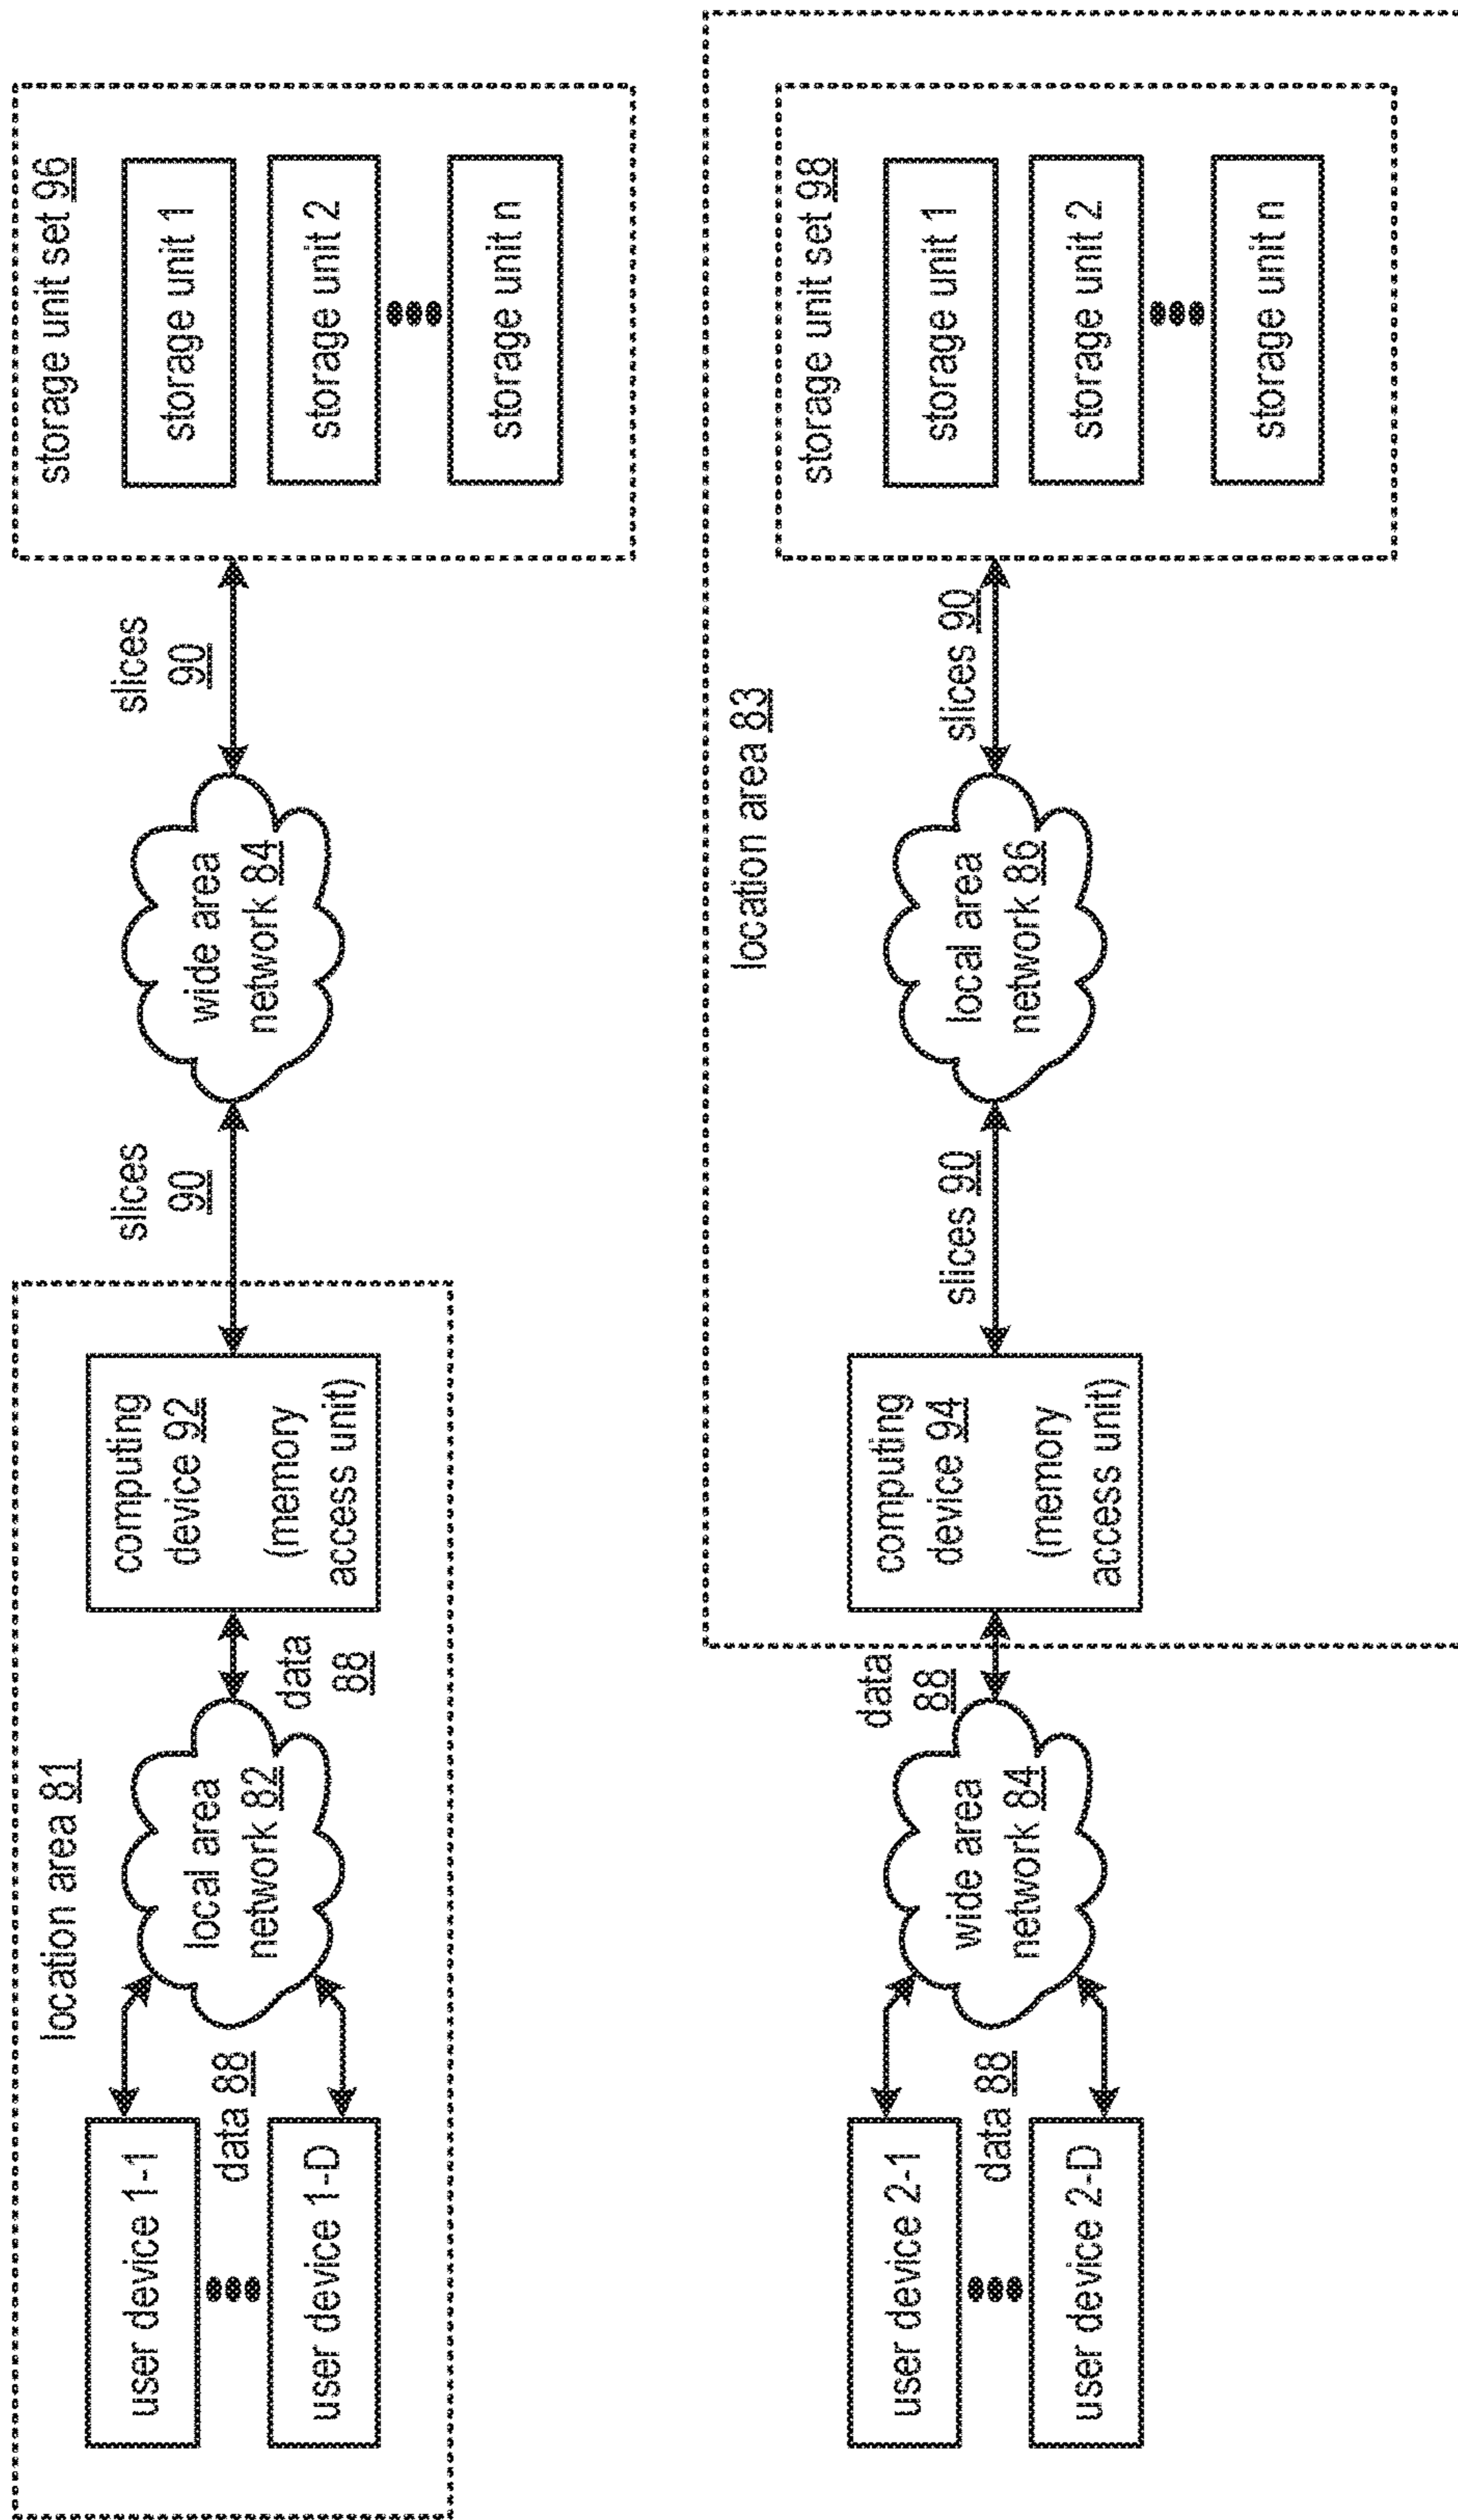 location area 81
user device 1-1
data 88
user device 1-D
local area
network 82
data
88
computing
device 92
(memory
access unit)
slices
90
wide area
network 84
slices
90
storage unit set 96
storage unit 1
storage unit 2
storage unit n
user device 2-1
data 88
user device 2-D
wide area
network 84
data
88
location area 83
computing
device 94
(memory
access unit)
slices 90
local area
network 86
slices 90
storage unit set 98
storage unit 1
storage unit 2
storage unit n